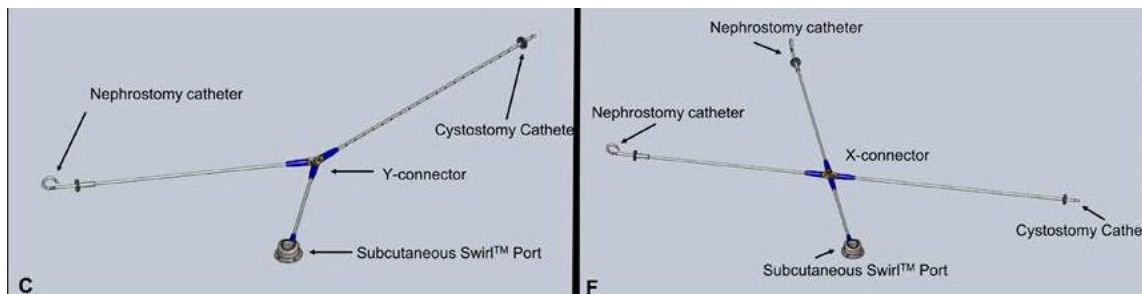 Nephrostomy catheter
Cystostomy Cathete
Y-connector
Subcutaneous Swirl™ Port
C
Nephrostomy catheter
Nephrostomy catheter
X-connector
Cystostomy Cathe
Subcutaneous Swirl™ Port
F